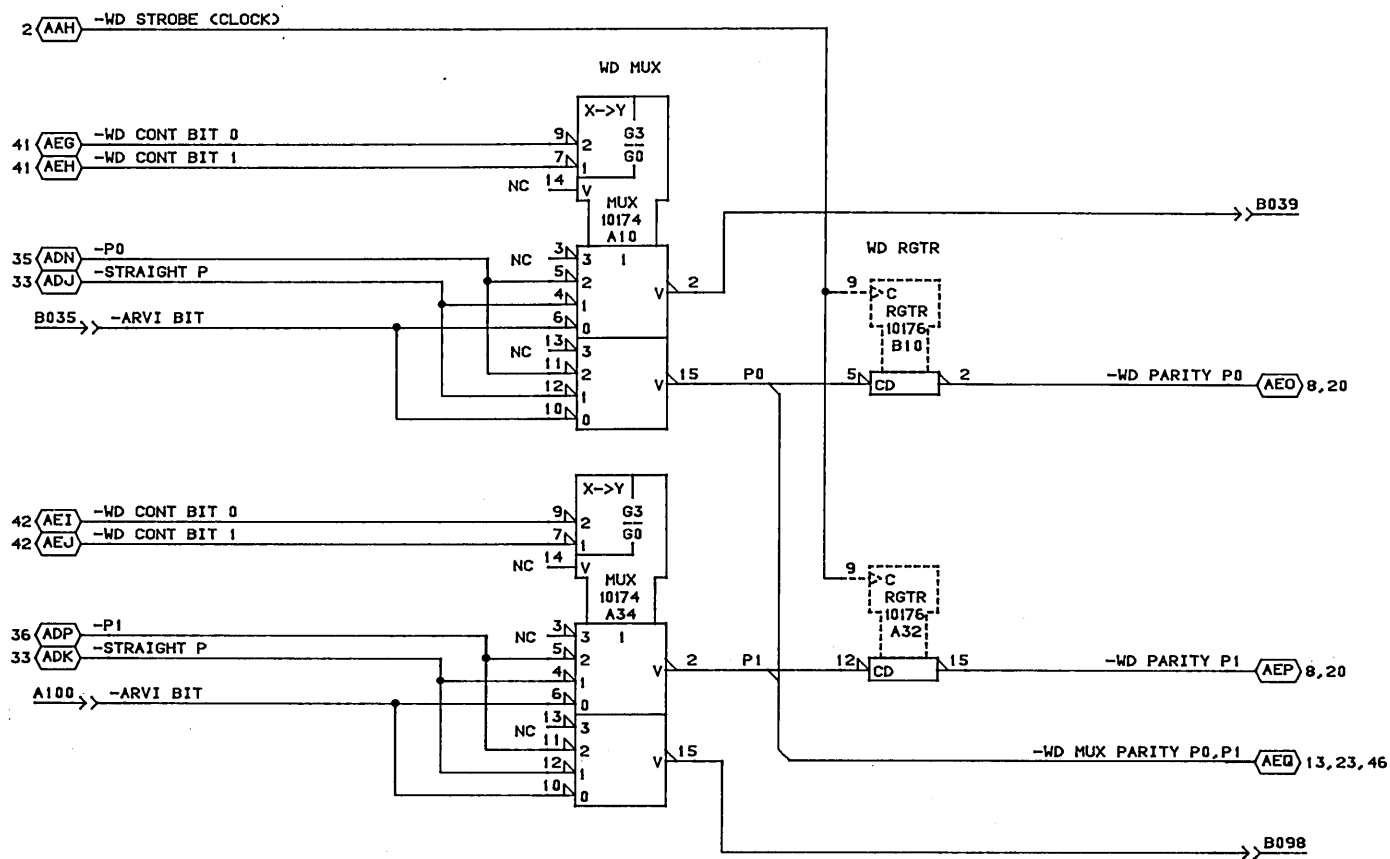 2 AAH -WD STROBE (CLOCK)
WD MUX
X->Y
41 AEG -WD CONT BIT 0 9 2 G3
41 AEH -WD CONT BIT 1 7 1 G0
NC 14 V
MUX
10174
A10
B039
35 ADN -P0 NC 3 3 1
33 ADJ -STRAIGHT P 5 2
4 1 V 2
B035 -ARVI BIT 6 0
NC 13 3
11 2
12 1 V 15 P0
10 0
WD RGTR
9 C
RGTR
10176
B10
5 CD 2 -WD PARITY P0 AEO 8,20
X->Y
42 AEI -WD CONT BIT 0 9 2 G3
42 AEJ -WD CONT BIT 1 7 1 G0
NC 14 V
MUX
10174
A34
9 C
RGTR
10176
A32
36 ADP -P1 NC 3 3 1
33 ADK -STRAIGHT P 5 2
4 1 V 2 P1 12 CD 15 -WD PARITY P1 AEP 8,20
A100 -ARVI BIT 6 0
NC 13 3
11 2
12 1 V 15
10 0
-WD MUX PARITY P0,P1 AEQ 13,23,46
B098